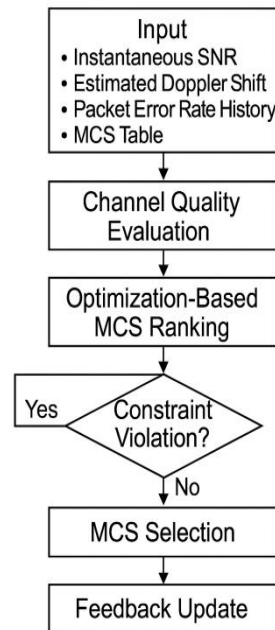 Input
• Instantaneous SNR
• Estimated Doppler Shift
• Packet Error Rate History
• MCS Table
Channel Quality
Evaluation
Optimization-Based
MCS Ranking
Constraint
Violation?
Yes
No
MCS Selection
Feedback Update